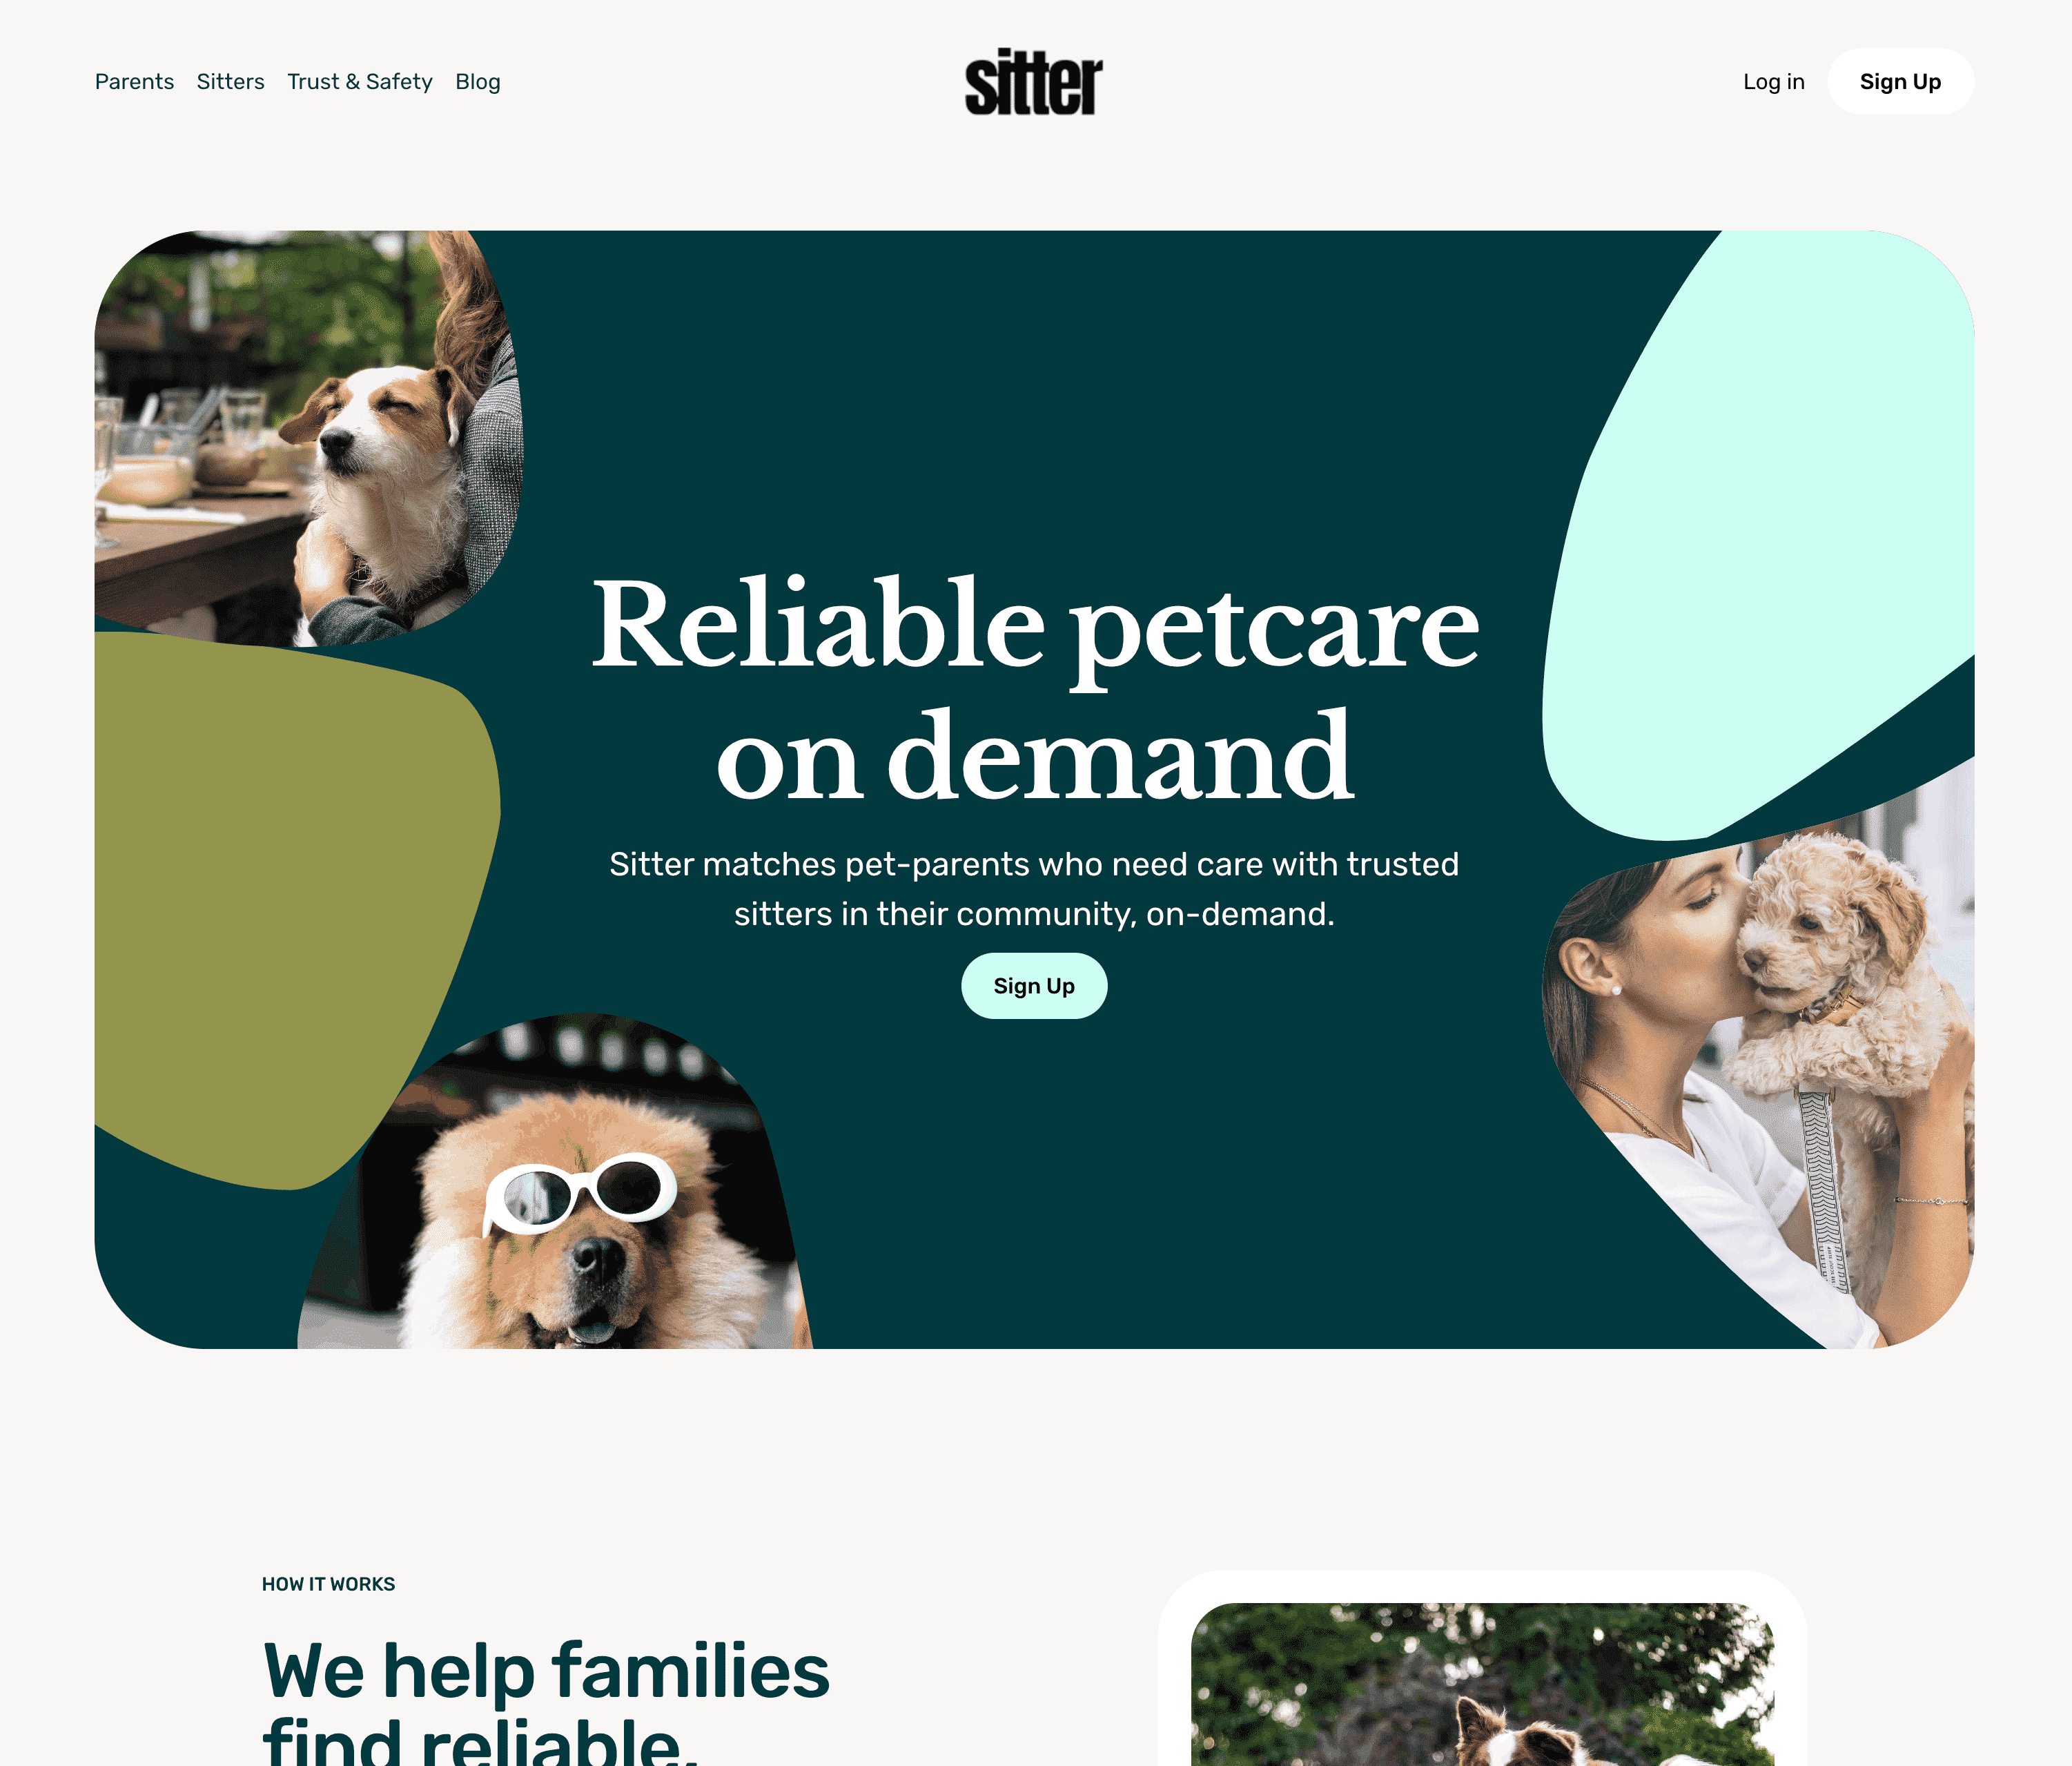 Parents Sitters Trust & Safety Blog
sitter
Log in Sign Up
Reliable petcare
on demand
Sitter matches pet-parents who need care with trusted
sitters in their community, on-demand.
Sign Up
HOW IT WORKS
We help families
find reliable,